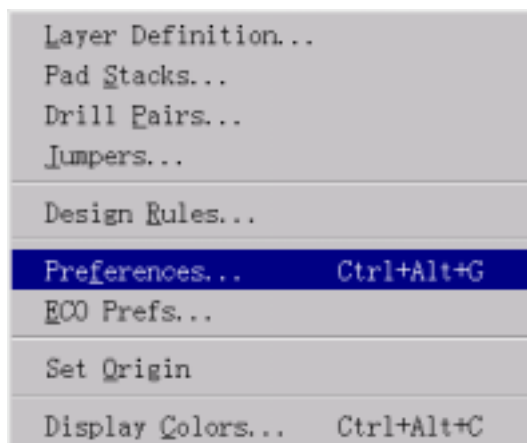 Layer Definition...
Pad Stacks...
Drill Pairs...
Jumpers...
Design Rules...
Preferences... Ctrl+Alt+G
ECO Prefs...
Set Origin
Display Colors... Ctrl+Alt+C